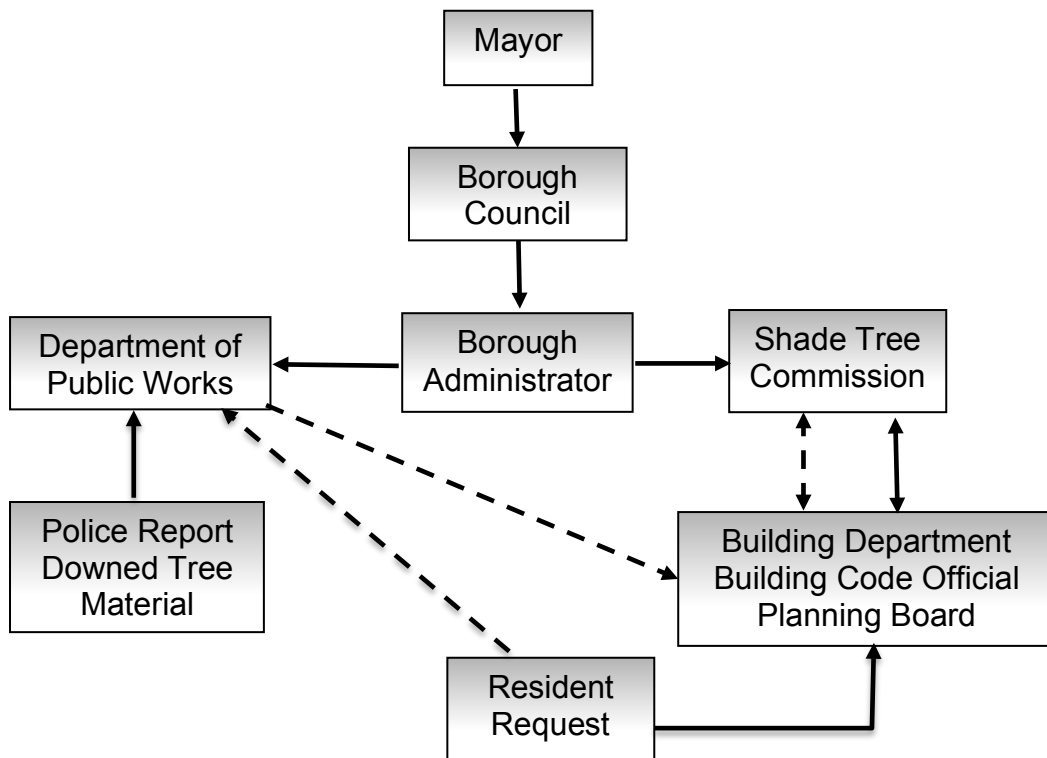 Mayor
Borough
Council
Department of
Public Works
Borough
Administrator
Shade Tree
Commission
Police Report
Downed Tree
Material
Building Department
Building Code Official
Planning Board
Resident
Request